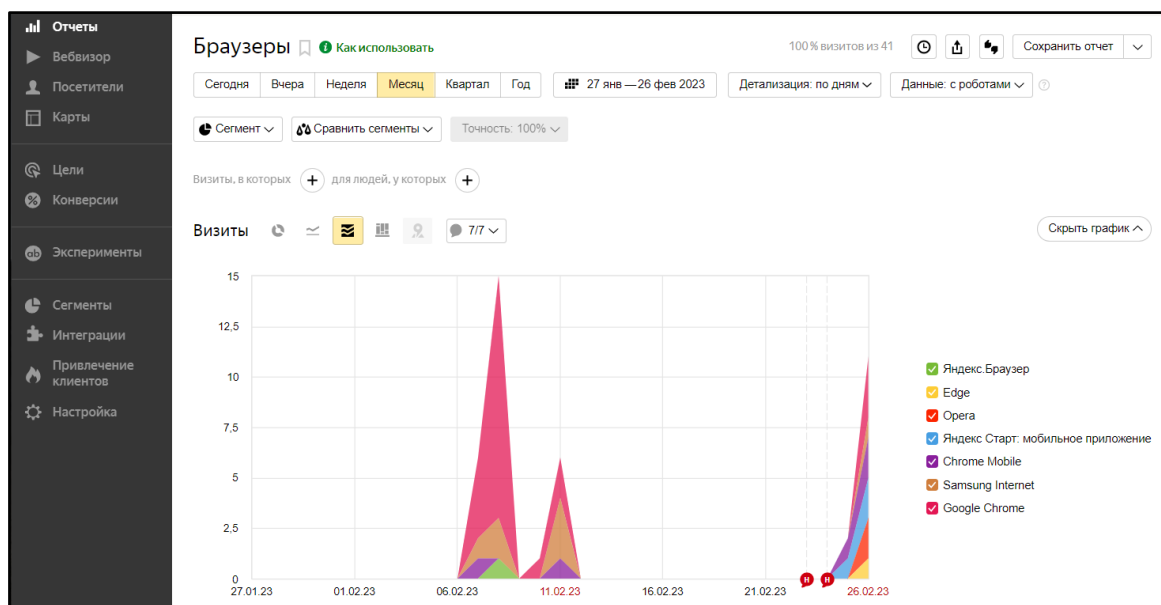 Отчеты
Вебвизор
Посетители
Карты
Цели
Конверсии
Эксперименты
Сегменты
Интеграции
Привлечение
клиентов
Настройка
Браузеры Как использовать
100 % визитов из 41 Сохранить отчет
Сегодня Вчера Неделя Месяц Квартал Год 27 янв — 26 фев 2023 Детализация: по дням Данные: с роботами
Сегмент Сравнить сегменты Точность: 100%
Визиты, в которых + для людей, у которых +
Визиты 7/7 Скрыть график
15
12,5
10
7,5
5
2,5
0
Н Н
27.01.23 01.02.23 06.02.23 11.02.23 16.02.23 21.02.23 26.02.23
Яндекс.Браузер
Edge
Opera
Яндекс Старт: мобильное приложение
Chrome Mobile
Samsung Internet
Google Chrome